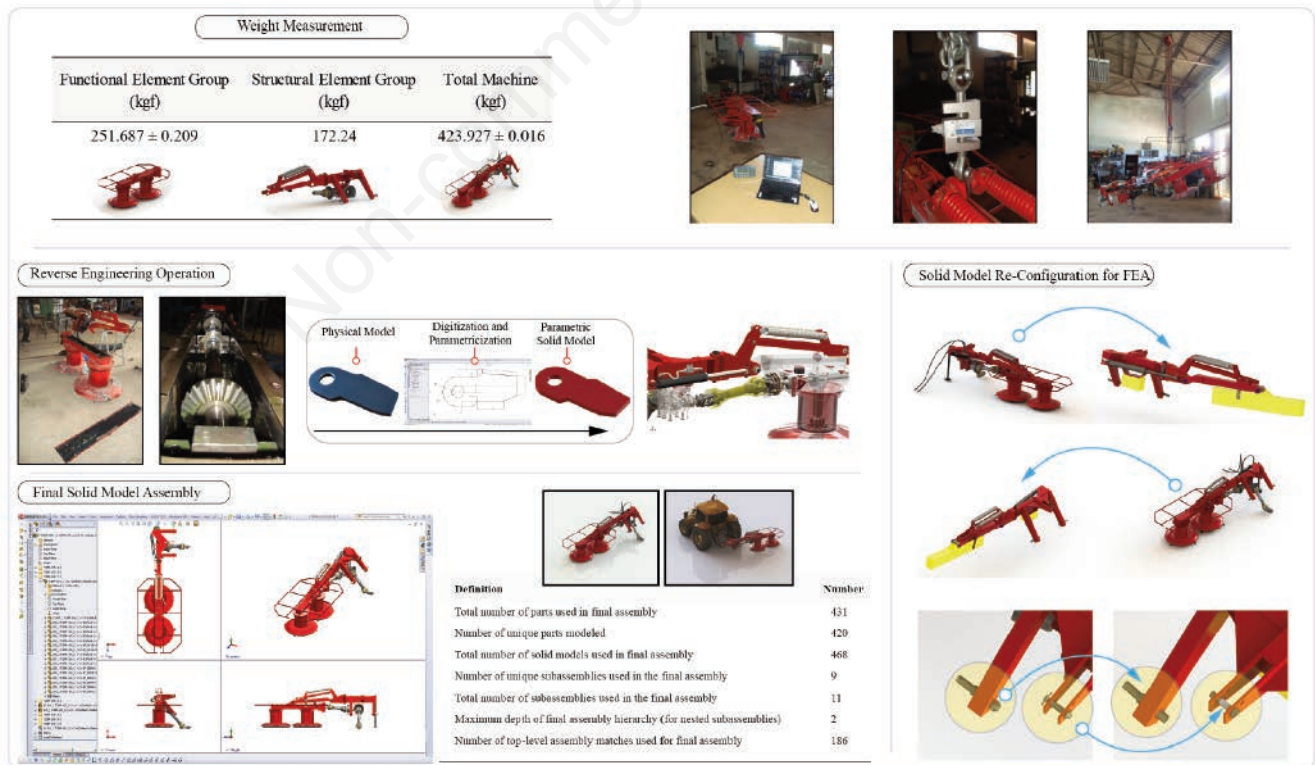 Weight Measurement
Functional Element Group
(kgf)
Structural Element Group
(kgf)
Total Machine
(kgf)
251.687 ± 0.209
172.24
423.927 ± 0.016
Non-comme
Reverse Engineering Operation
Physical Model
Digitization and
Parametricization
Parametric
Solid Model
Solid Model Re-Configuration for FEA
Final Solid Model Assembly
Definition Number
Total number of parts used in final assembly 431
Number of unique parts modeled 420
Total number of solid models used in final assembly 468
Number of unique subassemblies used in the final assembly 9
Total number of subassemblies used in the final assembly 11
Maximum depth of final assembly hierarchy (for nested subassemblies) 2
Number of top-level assembly matches used for final assembly 186